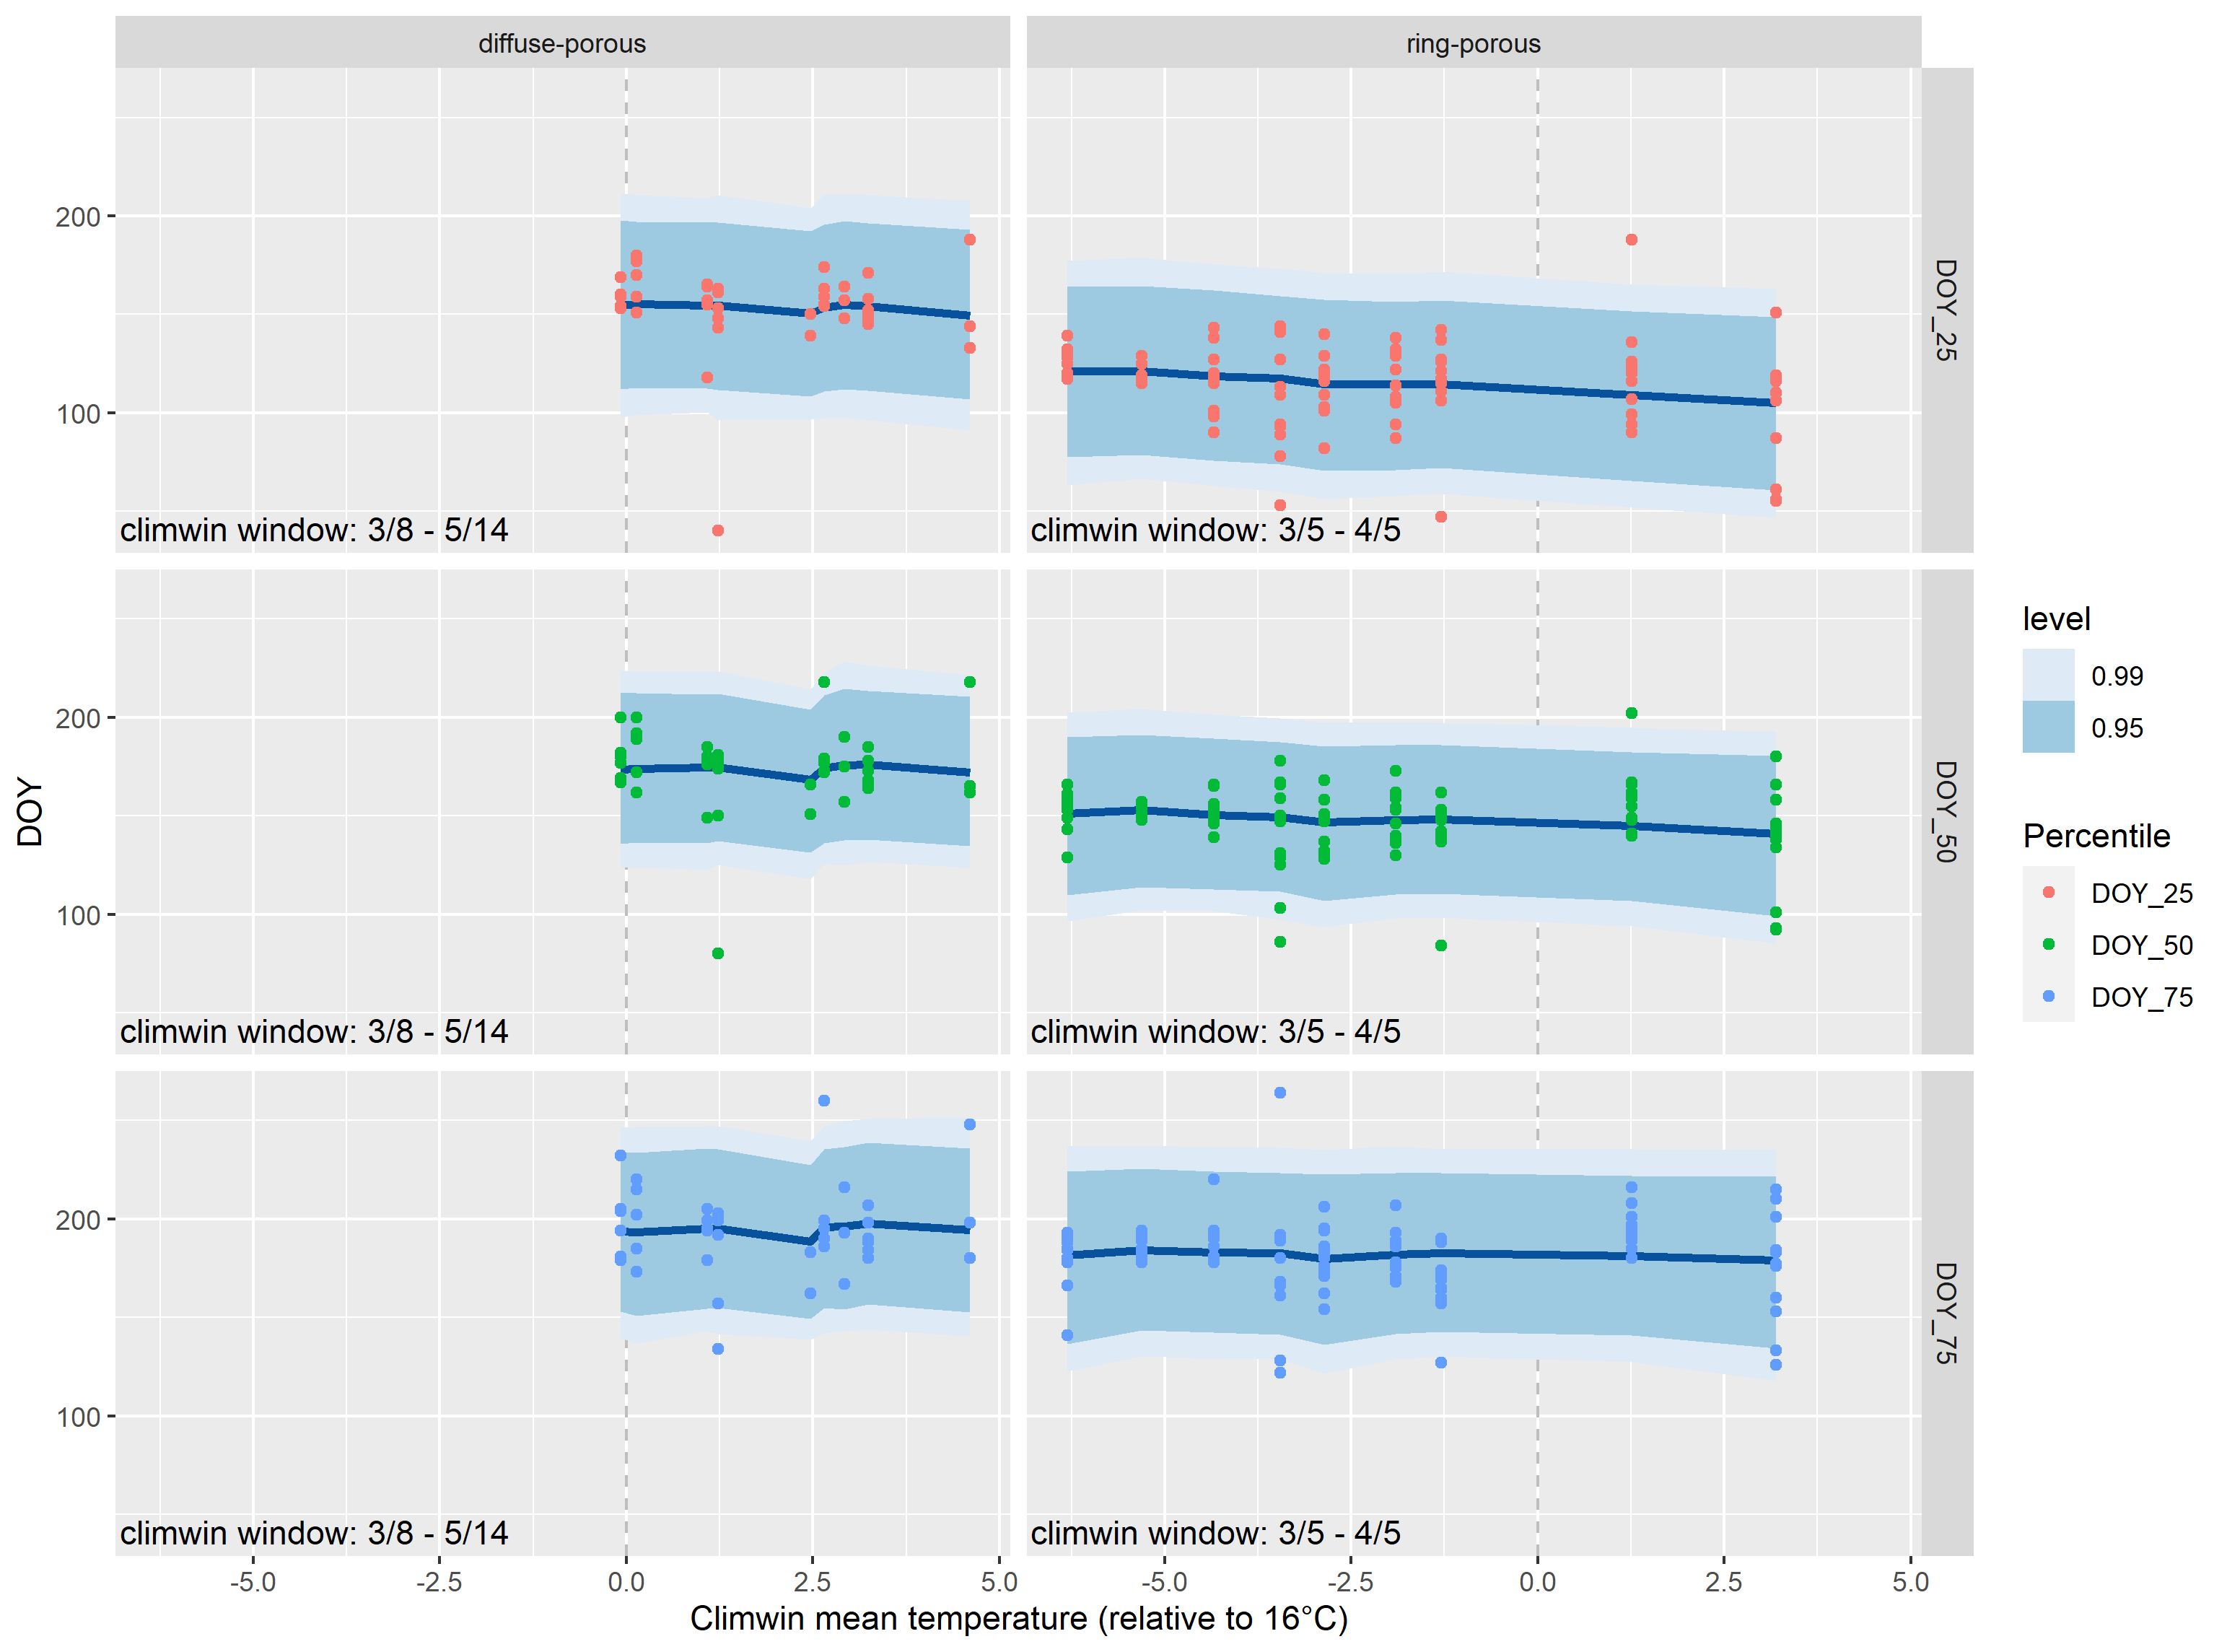 diffuse-porous
ring-porous
200
100
climwin window: 3/8 - 5/14
climwin window: 3/5 - 4/5
DOY_25
200
100
climwin window: 3/8 - 5/14
climwin window: 3/5 - 4/5
DOY_50
DOY
200
100
climwin window: 3/8 - 5/14
climwin window: 3/5 - 4/5
DOY_75
-5.0 -2.5 0.0 2.5 5.0
-5.0 -2.5 0.0 2.5 5.0
Climwin mean temperature (relative to 16°C)
level
0.99
0.95
Percentile
DOY_25
DOY_50
DOY_75